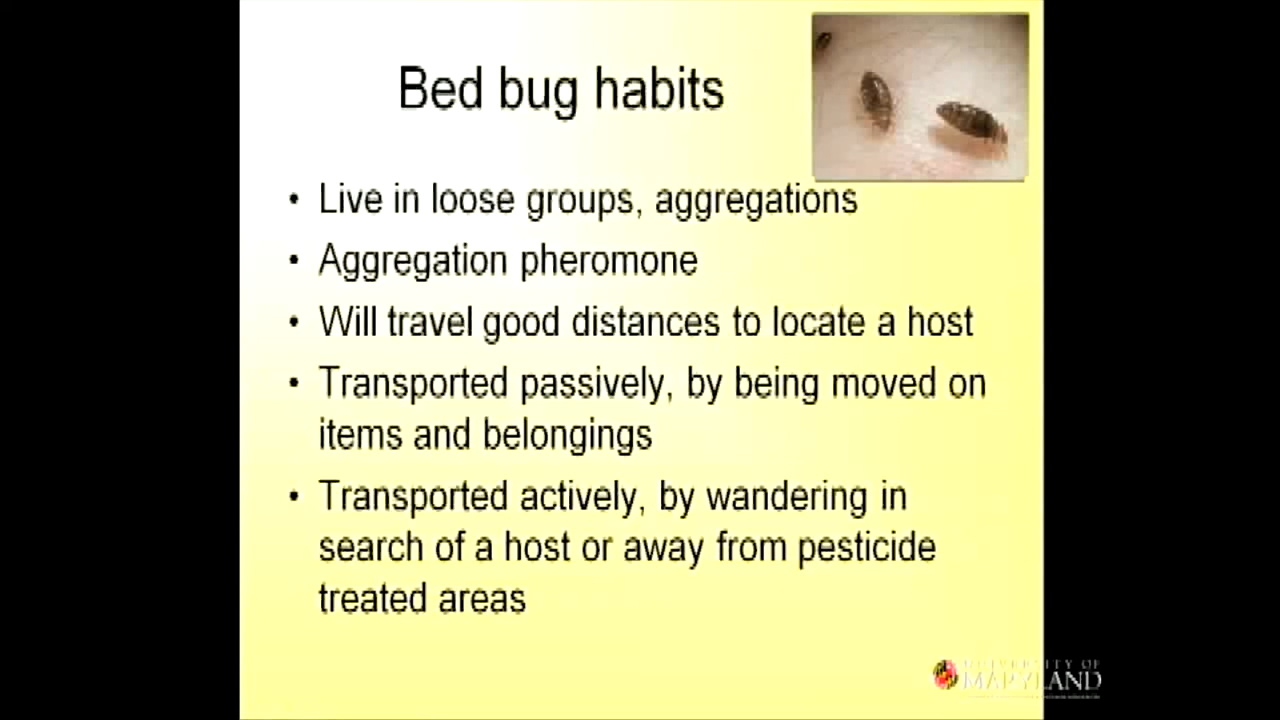 Bed bug habits
• Live in loose groups, aggregations
• Aggregation pheromone
• Will travel good distances to locate a host
• Transported passively, by being moved on
items and belongings
• Transported actively, by wandering in
search of a host or away from pesticide
treated areas
UNIVERSITY OF
MARYLAND